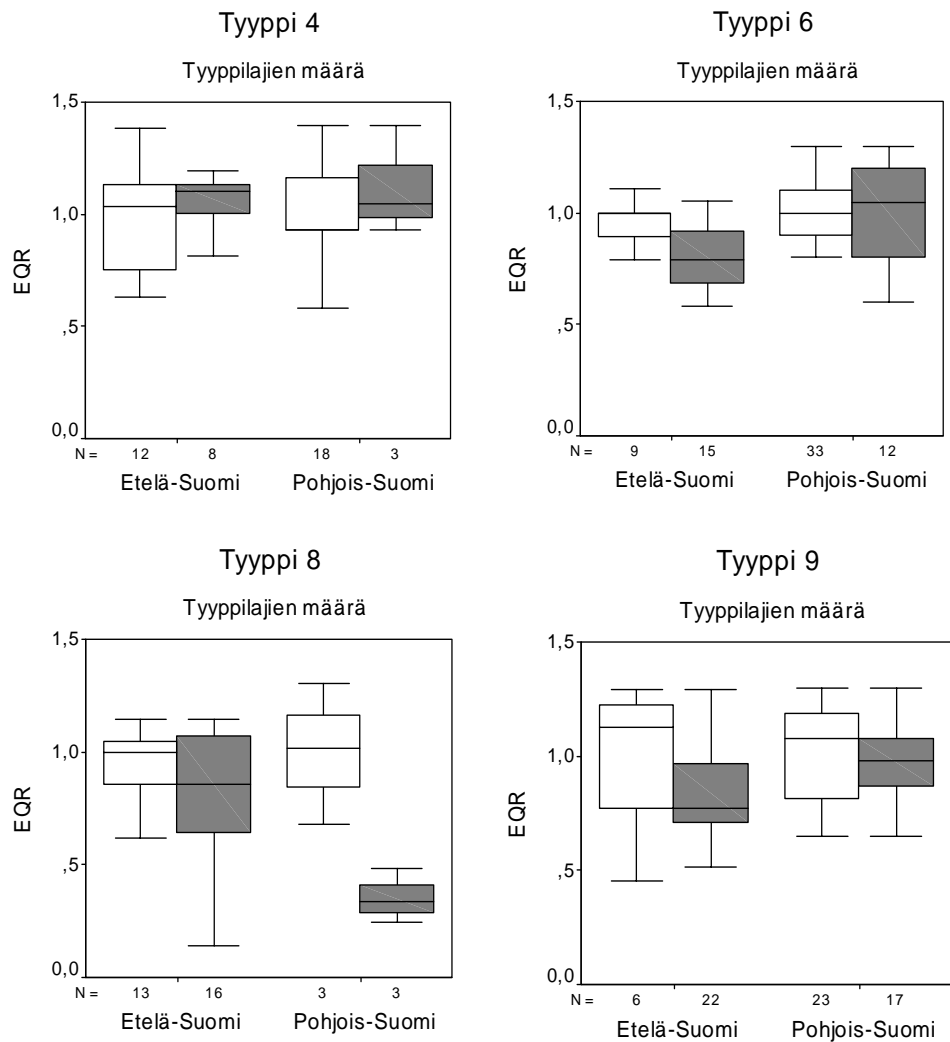 Tyyppi 4
Tyyppilajien määrä
1,5
1,0
,5
0,0
EQR
N = 12 8 18 3
Etelä-Suomi Pohjois-Suomi
Tyyppi 6
Tyyppilajien määrä
1,5
1,0
,5
0,0
EQR
N = 9 15 33 12
Etelä-Suomi Pohjois-Suomi
Tyyppi 8
Tyyppilajien määrä
1,5
1,0
,5
0,0
EQR
N = 13 16 3 3
Etelä-Suomi Pohjois-Suomi
Tyyppi 9
Tyyppilajien määrä
1,5
1,0
,5
0,0
EQR
N = 6 22 23 17
Etelä-Suomi Pohjois-Suomi